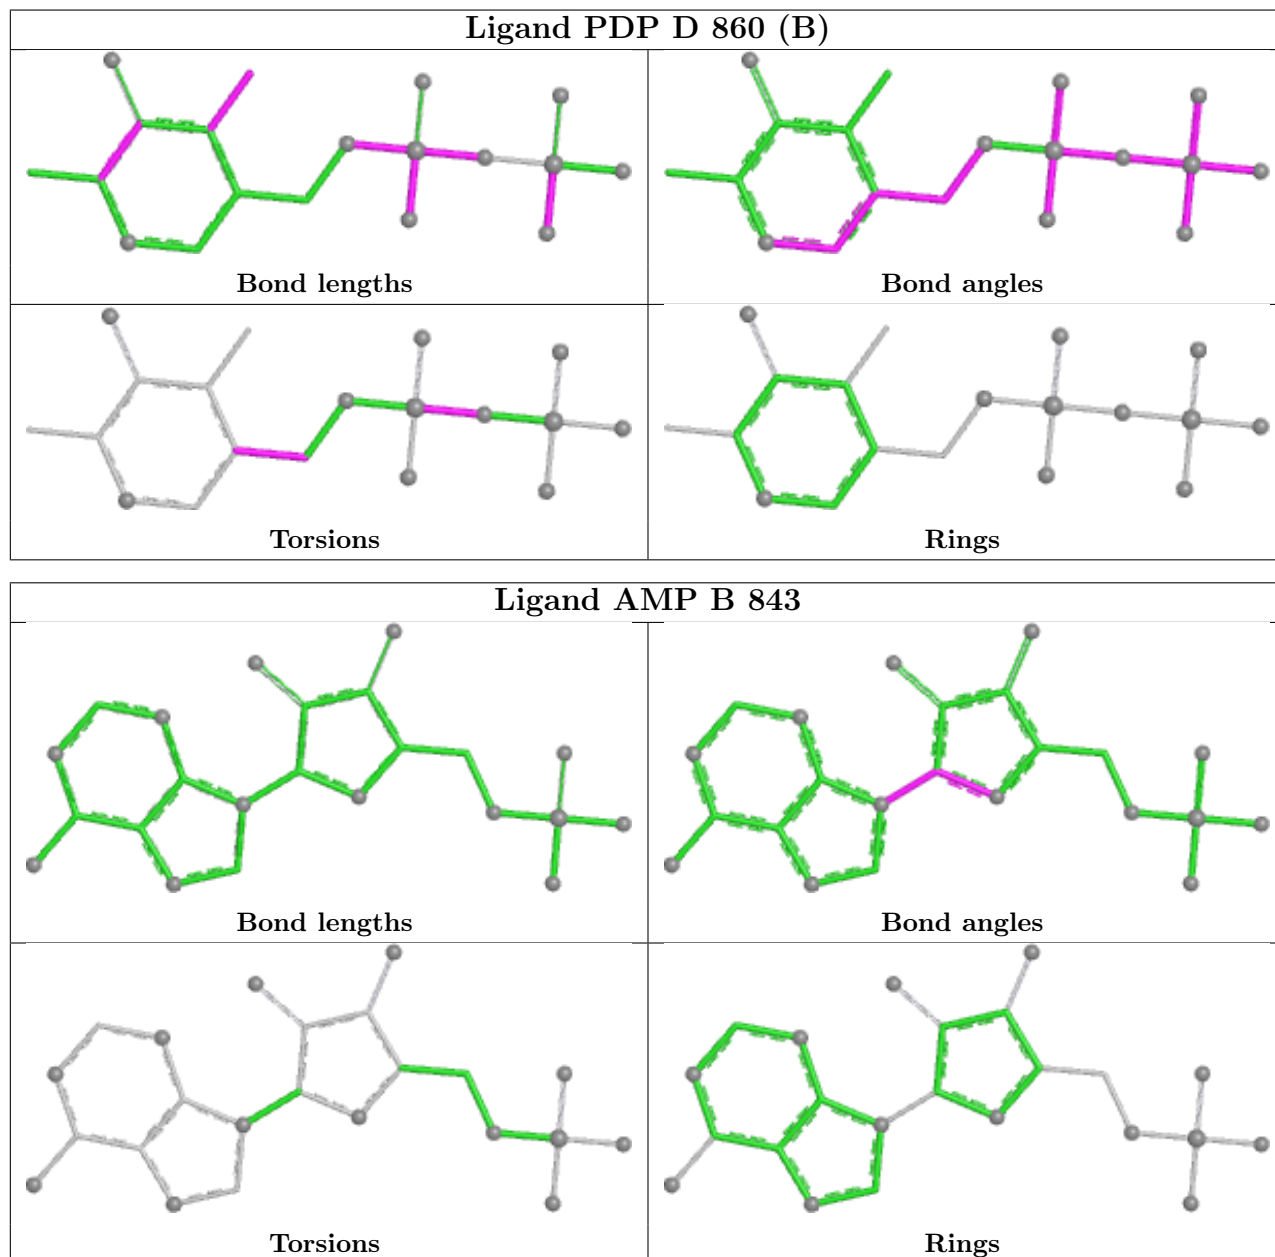 Ligand PDP D 860 (B)
Bond lengths
Bond angles
Torsions
Rings
Ligand AMP B 843
Bond lengths
Bond angles
Torsions
Rings